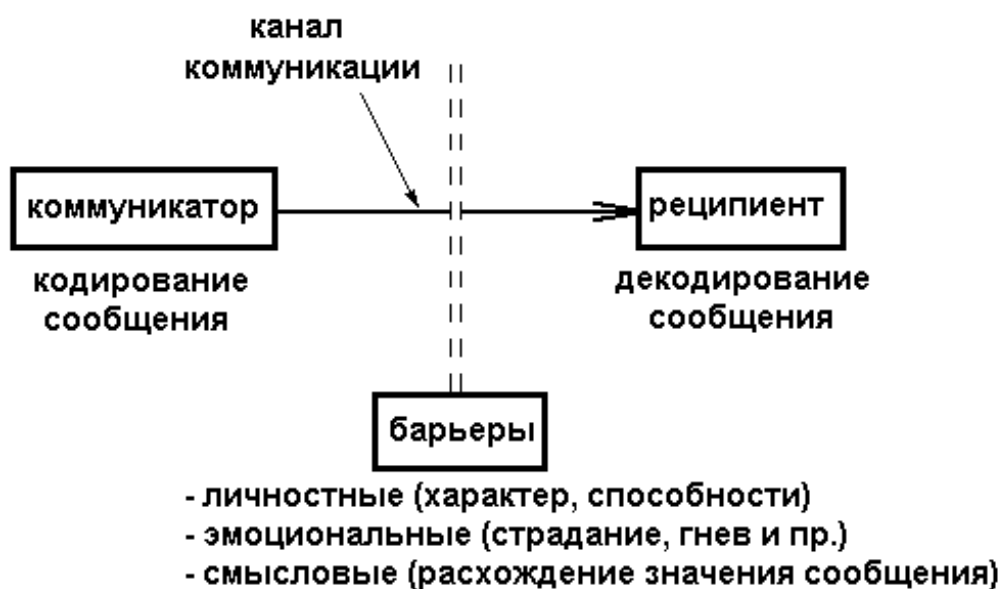 канал
коммуникации
коммуникатор
реципиент
кодирование
сообщения
декодирование
сообщения
барьеры
- личностные (характер, способности)
- эмоциональные (страдание, гнев и пр.)
- смысловые (расхождение значения сообщения)